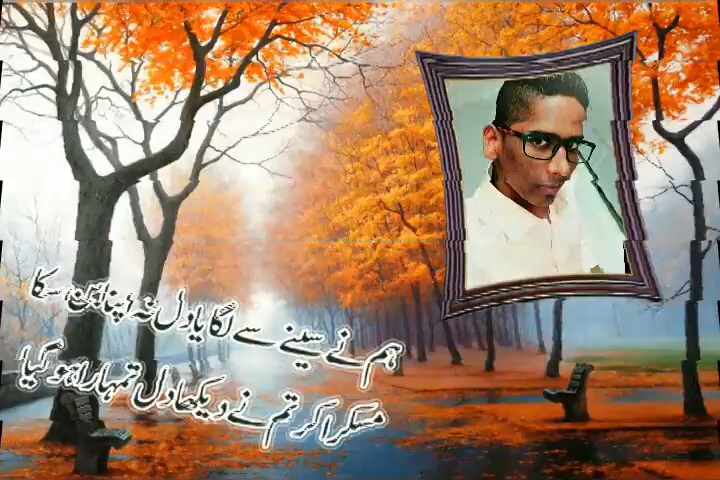 ہم نے سینے سے لگایا دل نہ اپنا بن سکا
مسکرا کر تم نے دیکھا دل تمہارا ہو گیا